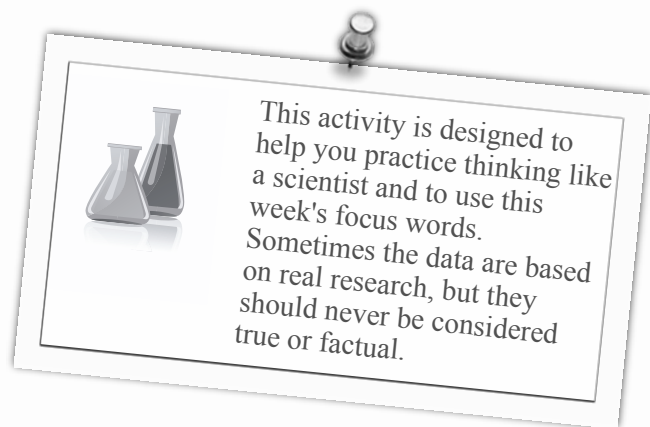 This activity is designed to
help you practice thinking like
a scientist and to use this
week's focus words.
Sometimes the data are based
on real research, but they
should never be considered
true or factual.